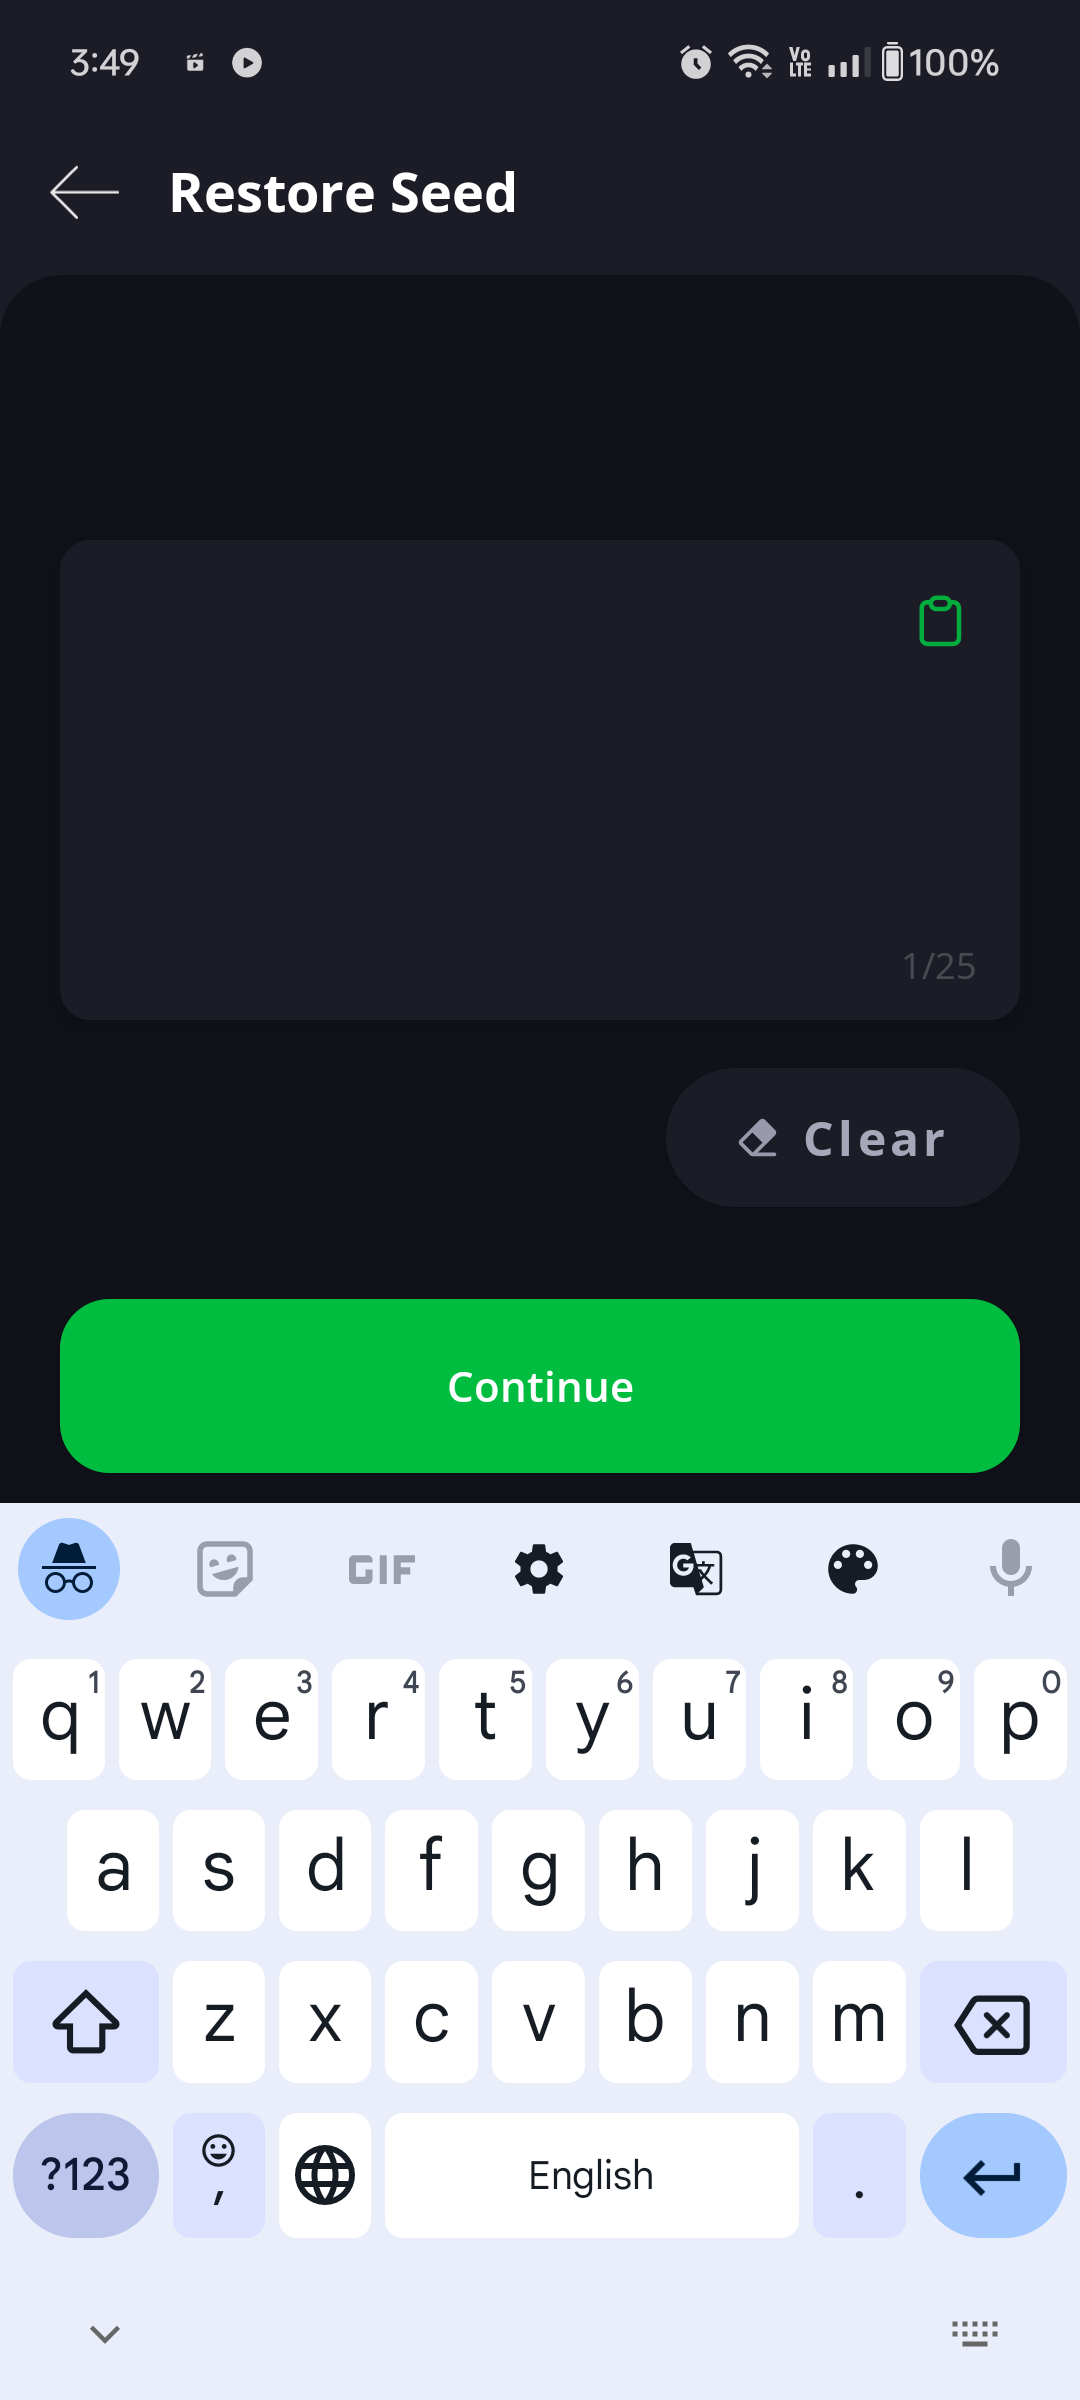 3:49
Vo LTE
100%
Restore Seed
1/25
Clear
Continue
GIF
G 文
q 1 w 2 e 3 r 4 t 5 y 6 u 7 i 8 o 9 p 0
a s d f g h j k l
z x c v b n m
?123 , English .